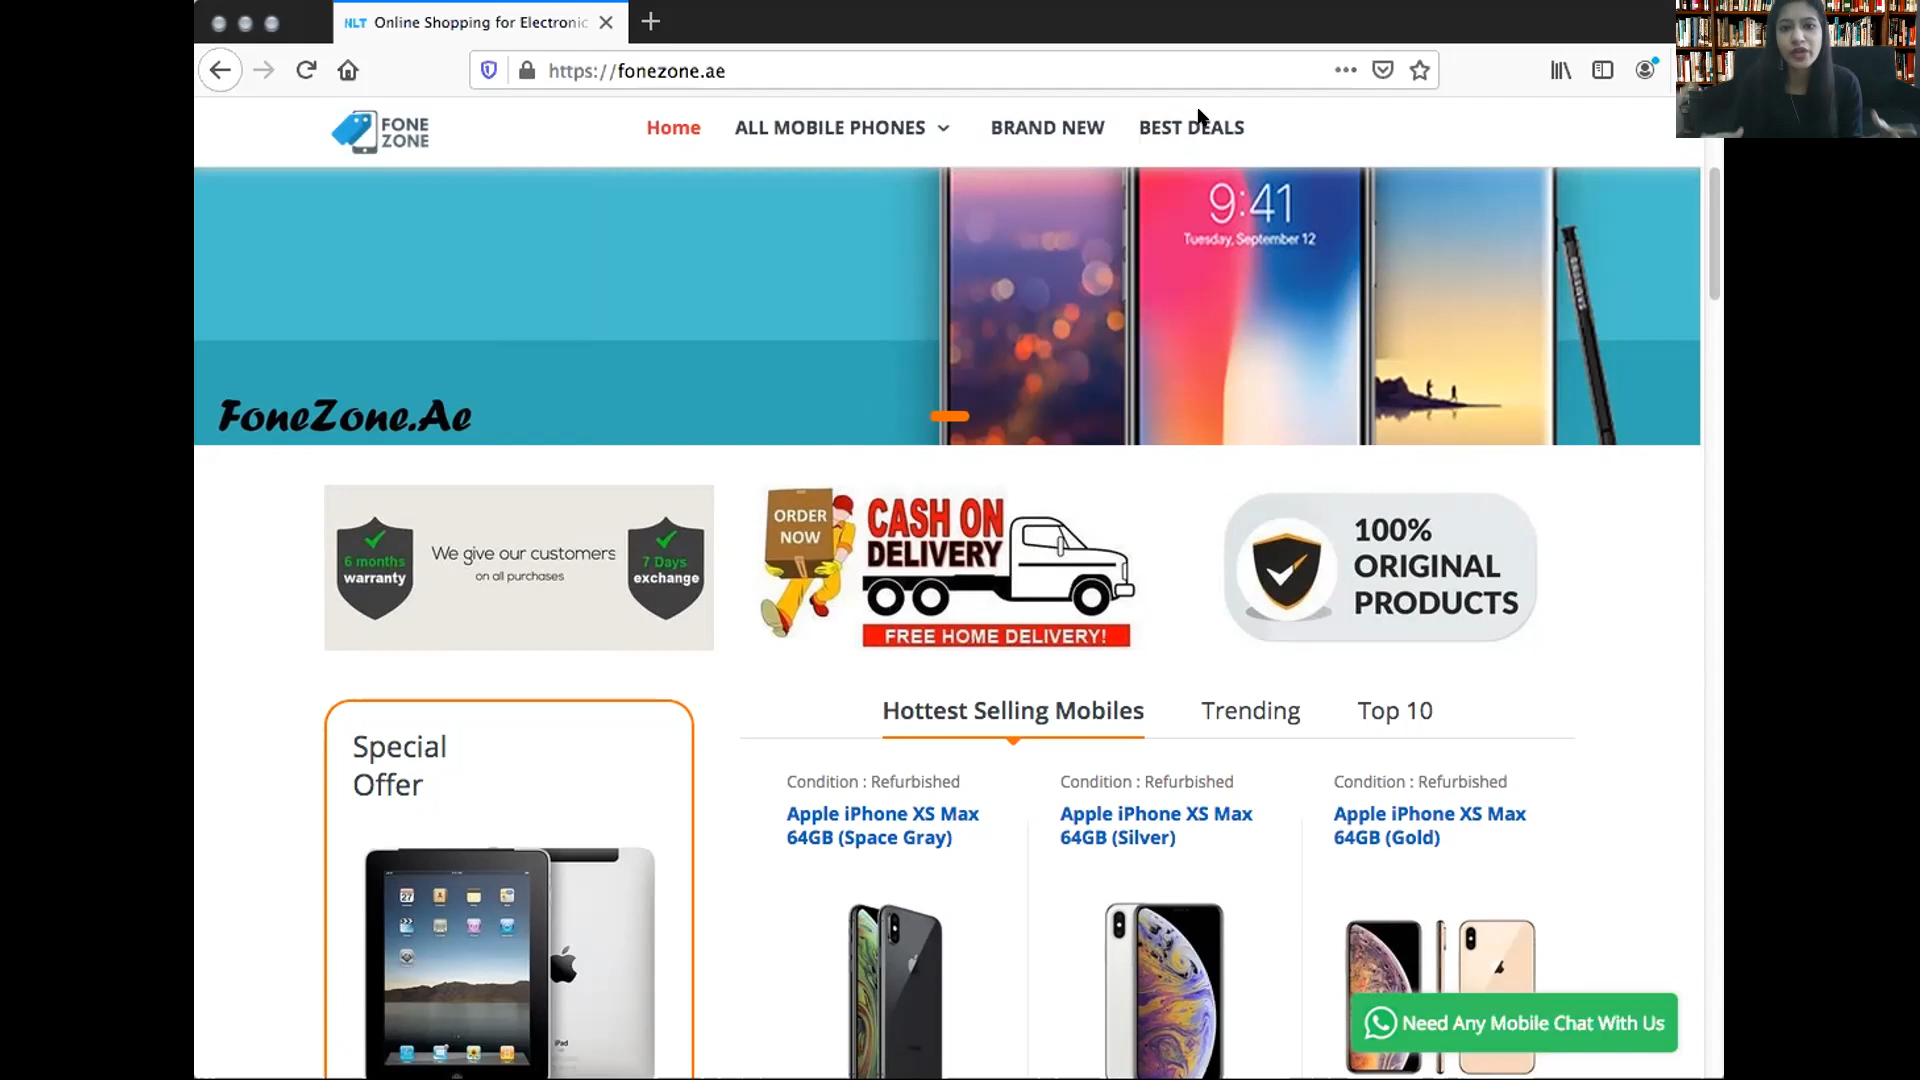 NLT Online Shopping for Electronic
https://fonezone.ae
FONE
ZONE
Home
ALL MOBILE PHONES
BRAND NEW
BEST DEALS
9:41
Tuesday, September 12
SAMSUNG
FoneZone.Ae
6 months
warranty
We give our customers
on all purchases
7 Days
exchange
ORDER
NOW
CASH ON
DELIVERY
FREE HOME DELIVERY!
100%
ORIGINAL
PRODUCTS
Special
Offer
Hottest Selling Mobiles
Trending
Top 10
Condition : Refurbished
Apple iPhone XS Max
64GB (Space Gray)
Condition : Refurbished
Apple iPhone XS Max
64GB (Silver)
Condition : Refurbished
Apple iPhone XS Max
64GB (Gold)
27
iPad
Need Any Mobile Chat With Us